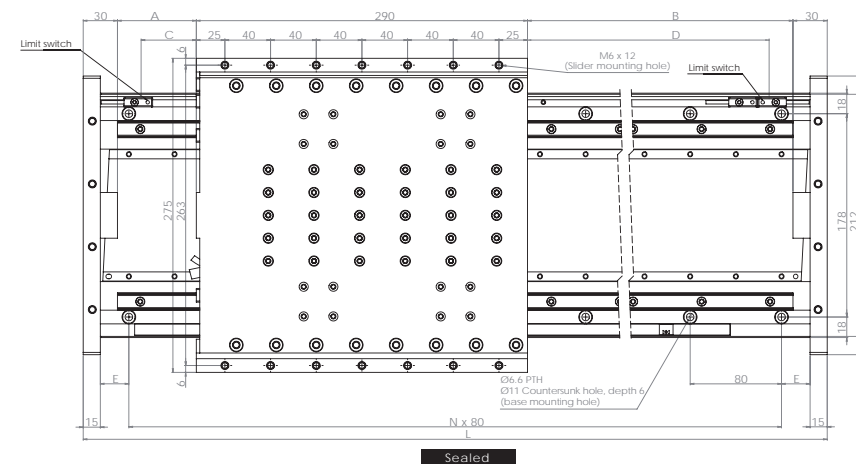 30 A 290 B 30
C 25 40 40 40 40 40 40 25 D
6
Limit switch
M6 x 12
(Slider mounting hole)
Limit switch
18
275
263
178
212
18
6
E
Ø6.6 PTH
Ø11 Countersunk hole, depth 6
(base mounting hole)
80 E
15 N x 80 15
L
Sealed